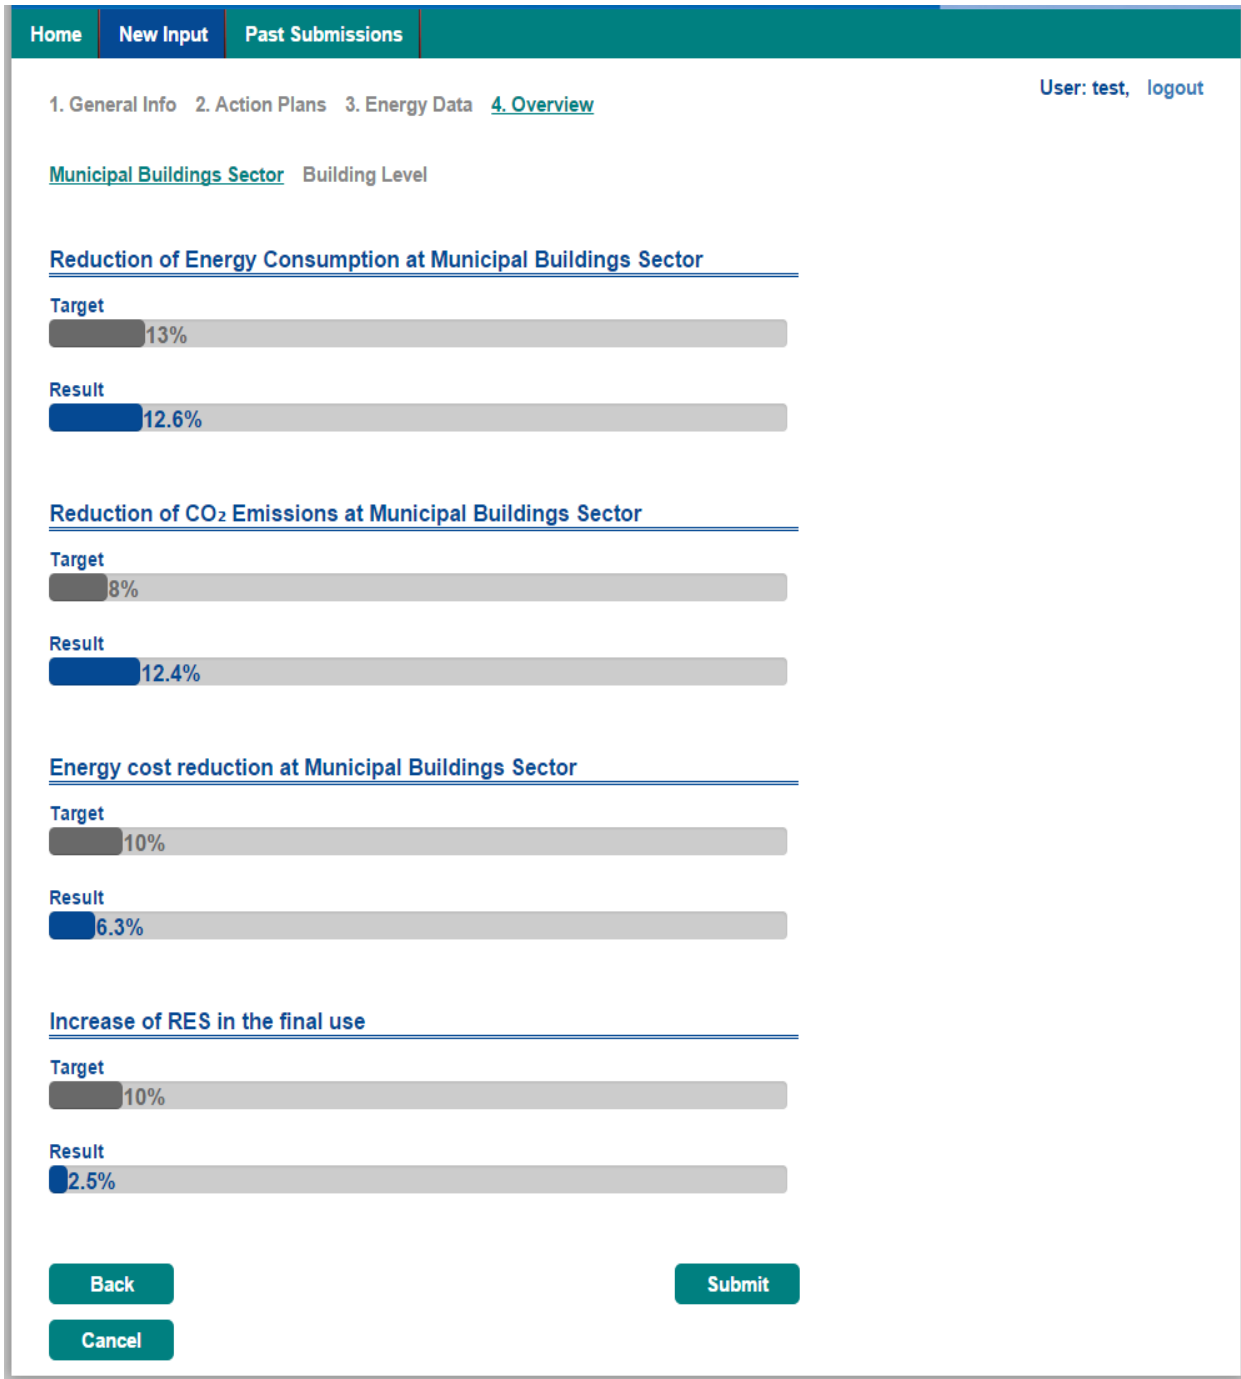 Home New Input Past Submissions
User: test, logout
1. General Info 2. Action Plans 3. Energy Data 4. Overview
Municipal Buildings Sector Building Level
Reduction of Energy Consumption at Municipal Buildings Sector
Target
13%
Result
12.6%
Reduction of CO₂ Emissions at Municipal Buildings Sector
Target
8%
Result
12.4%
Energy cost reduction at Municipal Buildings Sector
Target
10%
Result
6.3%
Increase of RES in the final use
Target
10%
Result
2.5%
Back Submit
Cancel